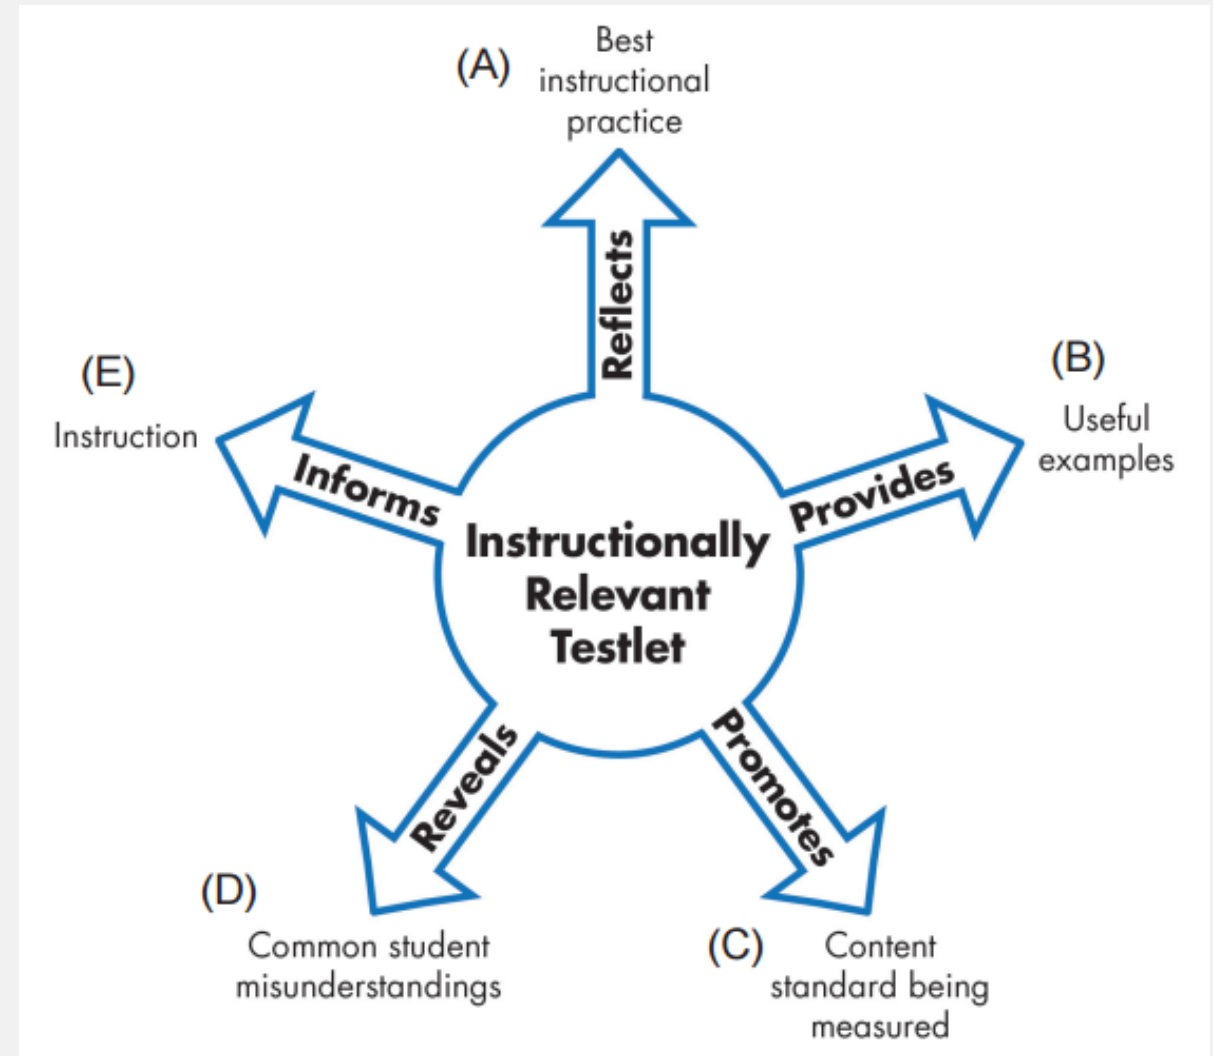 (A)
Best
instructional
practice
Reflects
(B)
Useful
examples
Provides
(E)
Instruction
Informs
Instructionally
Relevant
Testlet
Reveals
(D)
Common student
misunderstandings
Promotes
(C)
Content
standard being
measured